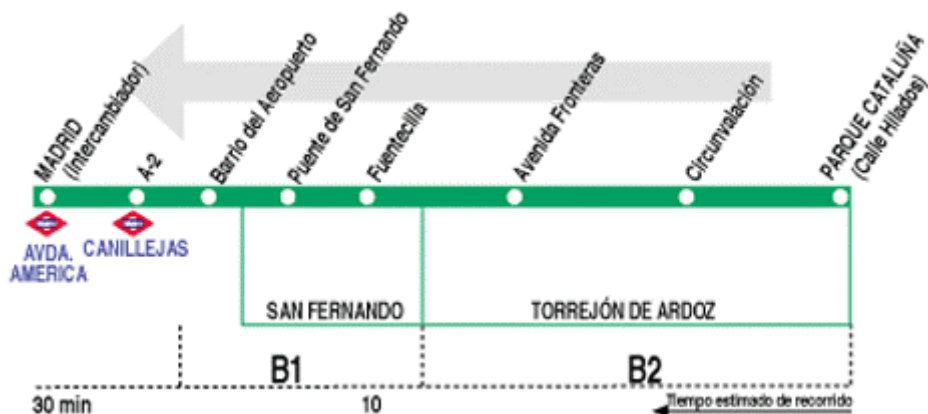 MADRID
(Intercambiador)
A-2
Barrio del Aeropuerto
Puente de San Fernando
Fuentecilla
Avenida Fronteras
Circunvalación
PARQUE CATALUÑA
(Calle Hilados)
AVDA.
AMERICA
CANILLEJAS
SAN FERNANDO
TORREJÓN DE ARDOZ
B1
B2
30 min
10
Tiempo estimado de recorrido